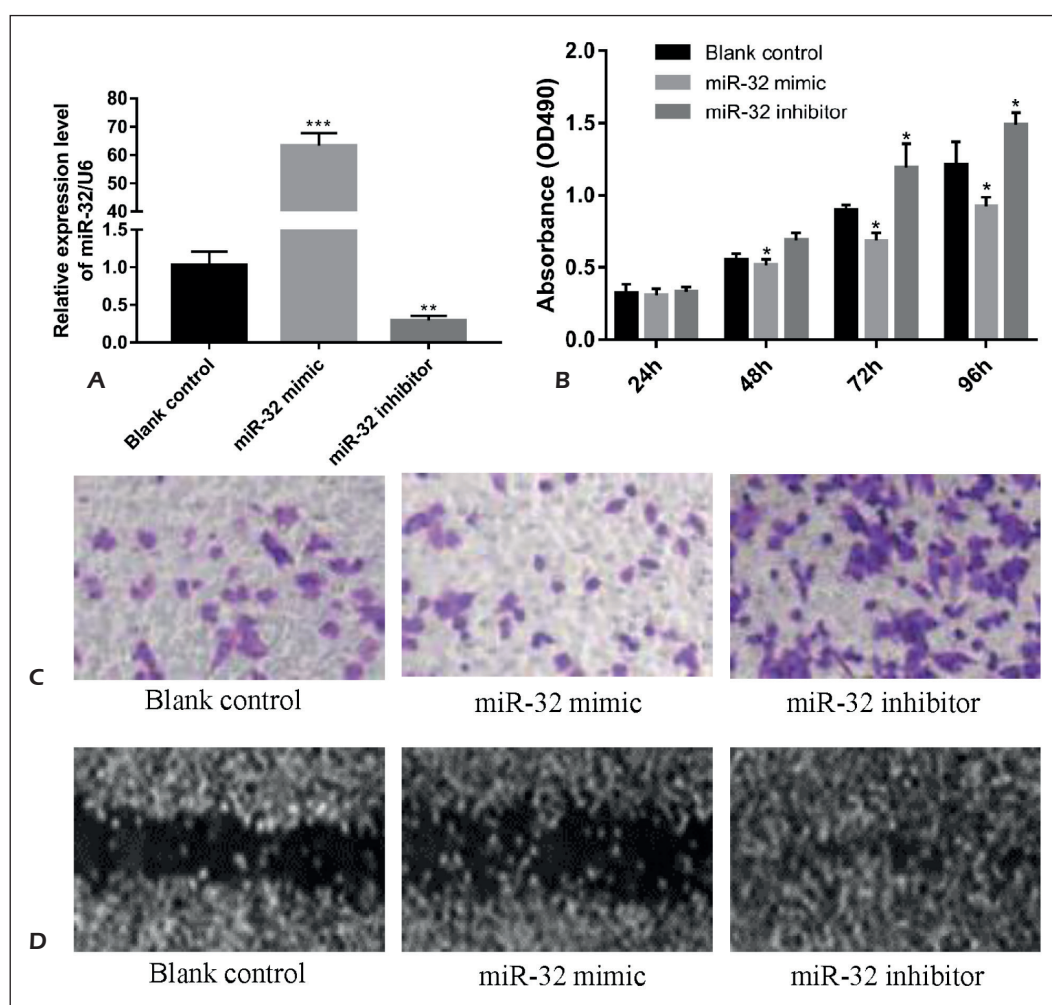 Relative expression level
of miR-32/U6
80
70
60
50
40
1.5
1.0
0.5
0.0
***
**
Blank control
miR-32 mimic
miR-32 inhibitor
A
Absorbance (OD490)
2.0
1.5
1.0
0.5
0.0
Blank control
miR-32 mimic
miR-32 inhibitor
*
*
*
*
*
24h
48h
72h
96h
B
C
Blank control
miR-32 mimic
miR-32 inhibitor
D
Blank control
miR-32 mimic
miR-32 inhibitor